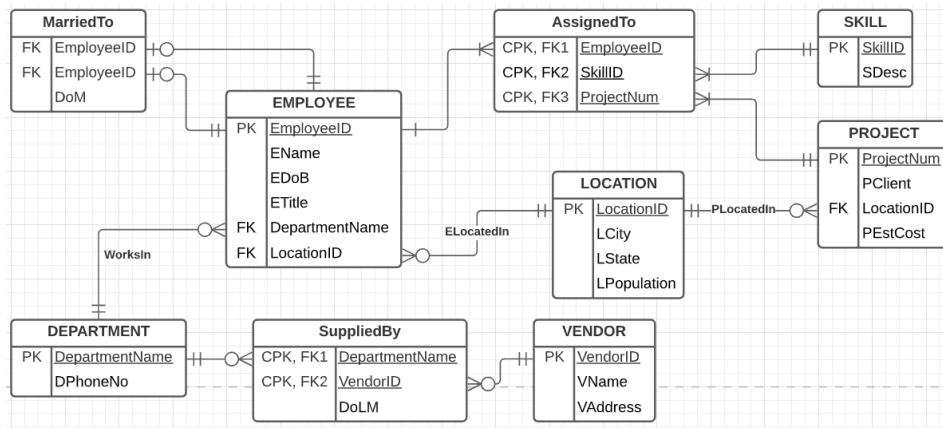 MarriedTo
FK EmployeeID
FK EmployeeID
DoM
AssignedTo
CPK, FK1 EmployeeID
CPK, FK2 SkillID
CPK, FK3 ProjectNum
SKILL
PK SkillID
SDesc
EMPLOYEE
PK EmployeeID
EName
EDoB
ETitle
FK DepartmentName
FK LocationID
PROJECT
PK ProjectNum
PClient
FK LocationID
PEstCost
LOCATION
PK LocationID
LCity
LState
LPopulation
PLocatedIn
ELocatedIn
WorksIn
DEPARTMENT
PK DepartmentName
DPhoneNo
SuppliedBy
CPK, FK1 DepartmentName
CPK, FK2 VendorID
DoLM
VENDOR
PK VendorID
VName
VAddress